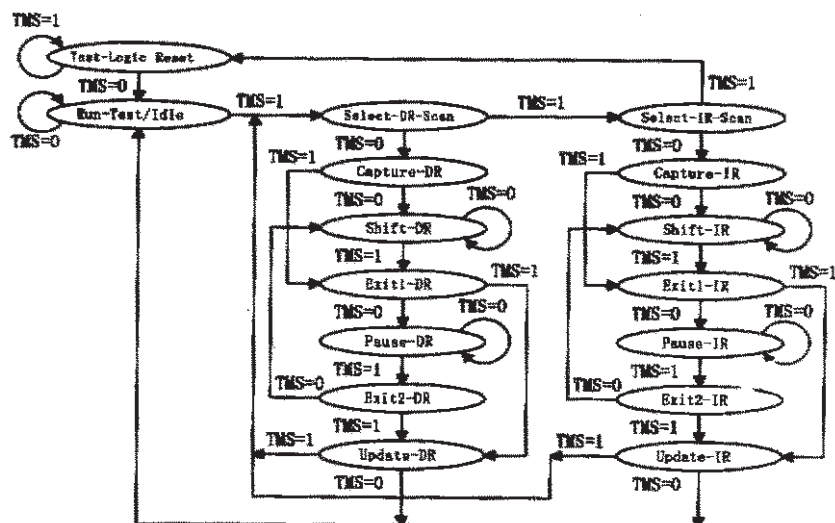 TMS=1
Test-Logic Reset
TMS=0
TMS=1
Run-Test/Idle
TMS=1
Select-DR-Scan
TMS=1
Select-IR-Scan
TMS=0
TMS=0
TMS=0
TMS=1
Capture-DR
TMS=1
Capture-IR
TMS=0
TMS=0
TMS=0
TMS=0
Shift-DR
Shift-IR
TMS=1
TMS=1
Exit1-DR
TMS=1
Exit1-IR
TMS=1
TMS=0
TMS=0
TMS=0
TMS=0
Pause-DR
Pause-IR
TMS=0
TMS=1
TMS=0
TMS=1
Exit2-DR
Exit2-IR
TMS=1
TMS=1
TMS=1
Update-DR
TMS=1
Update-IR
TMS=0
TMS=0